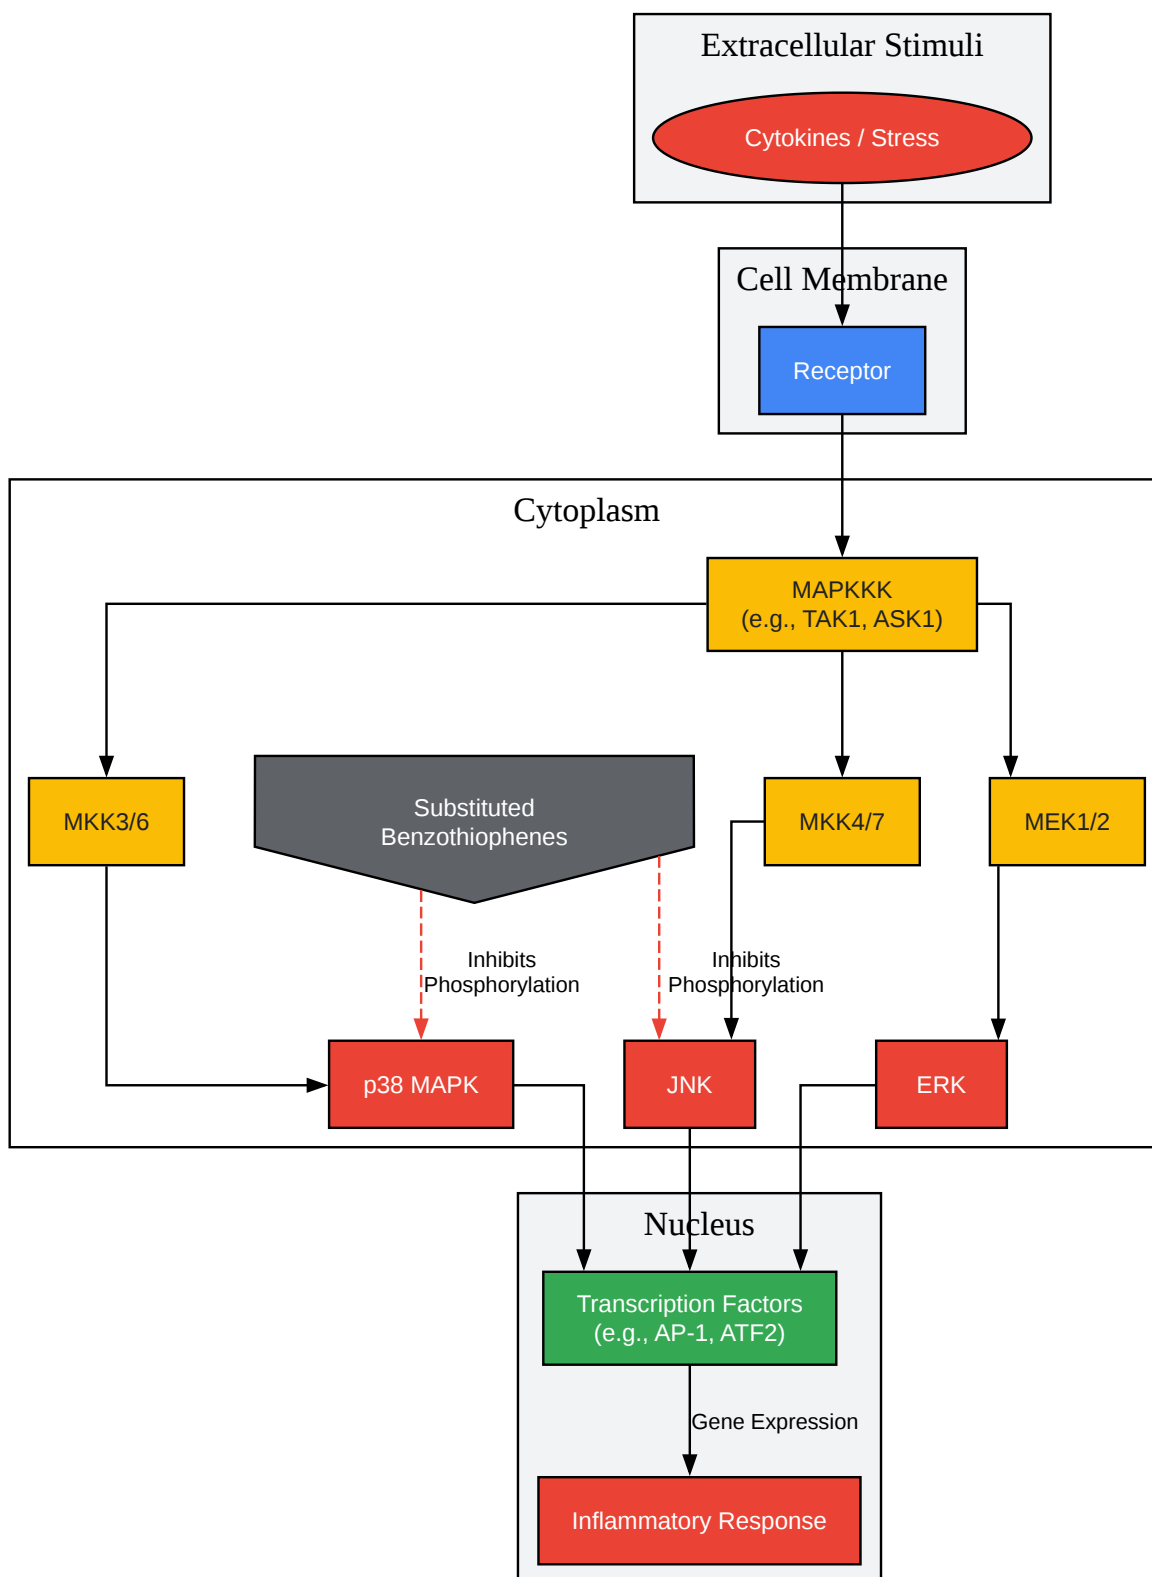 Extracellular Stimuli
Cytokines / Stress
Cell Membrane
Receptor
Cytoplasm
MAPKKK
(e.g., TAK1, ASK1)
MKK3/6
Substituted
Benzothiophenes
MKK4/7
MEK1/2
Inhibits
Phosphorylation
Inhibits
Phosphorylation
p38 MAPK
JNK
ERK
Nucleus
Transcription Factors
(e.g., AP-1, ATF2)
Gene Expression
Inflammatory Response